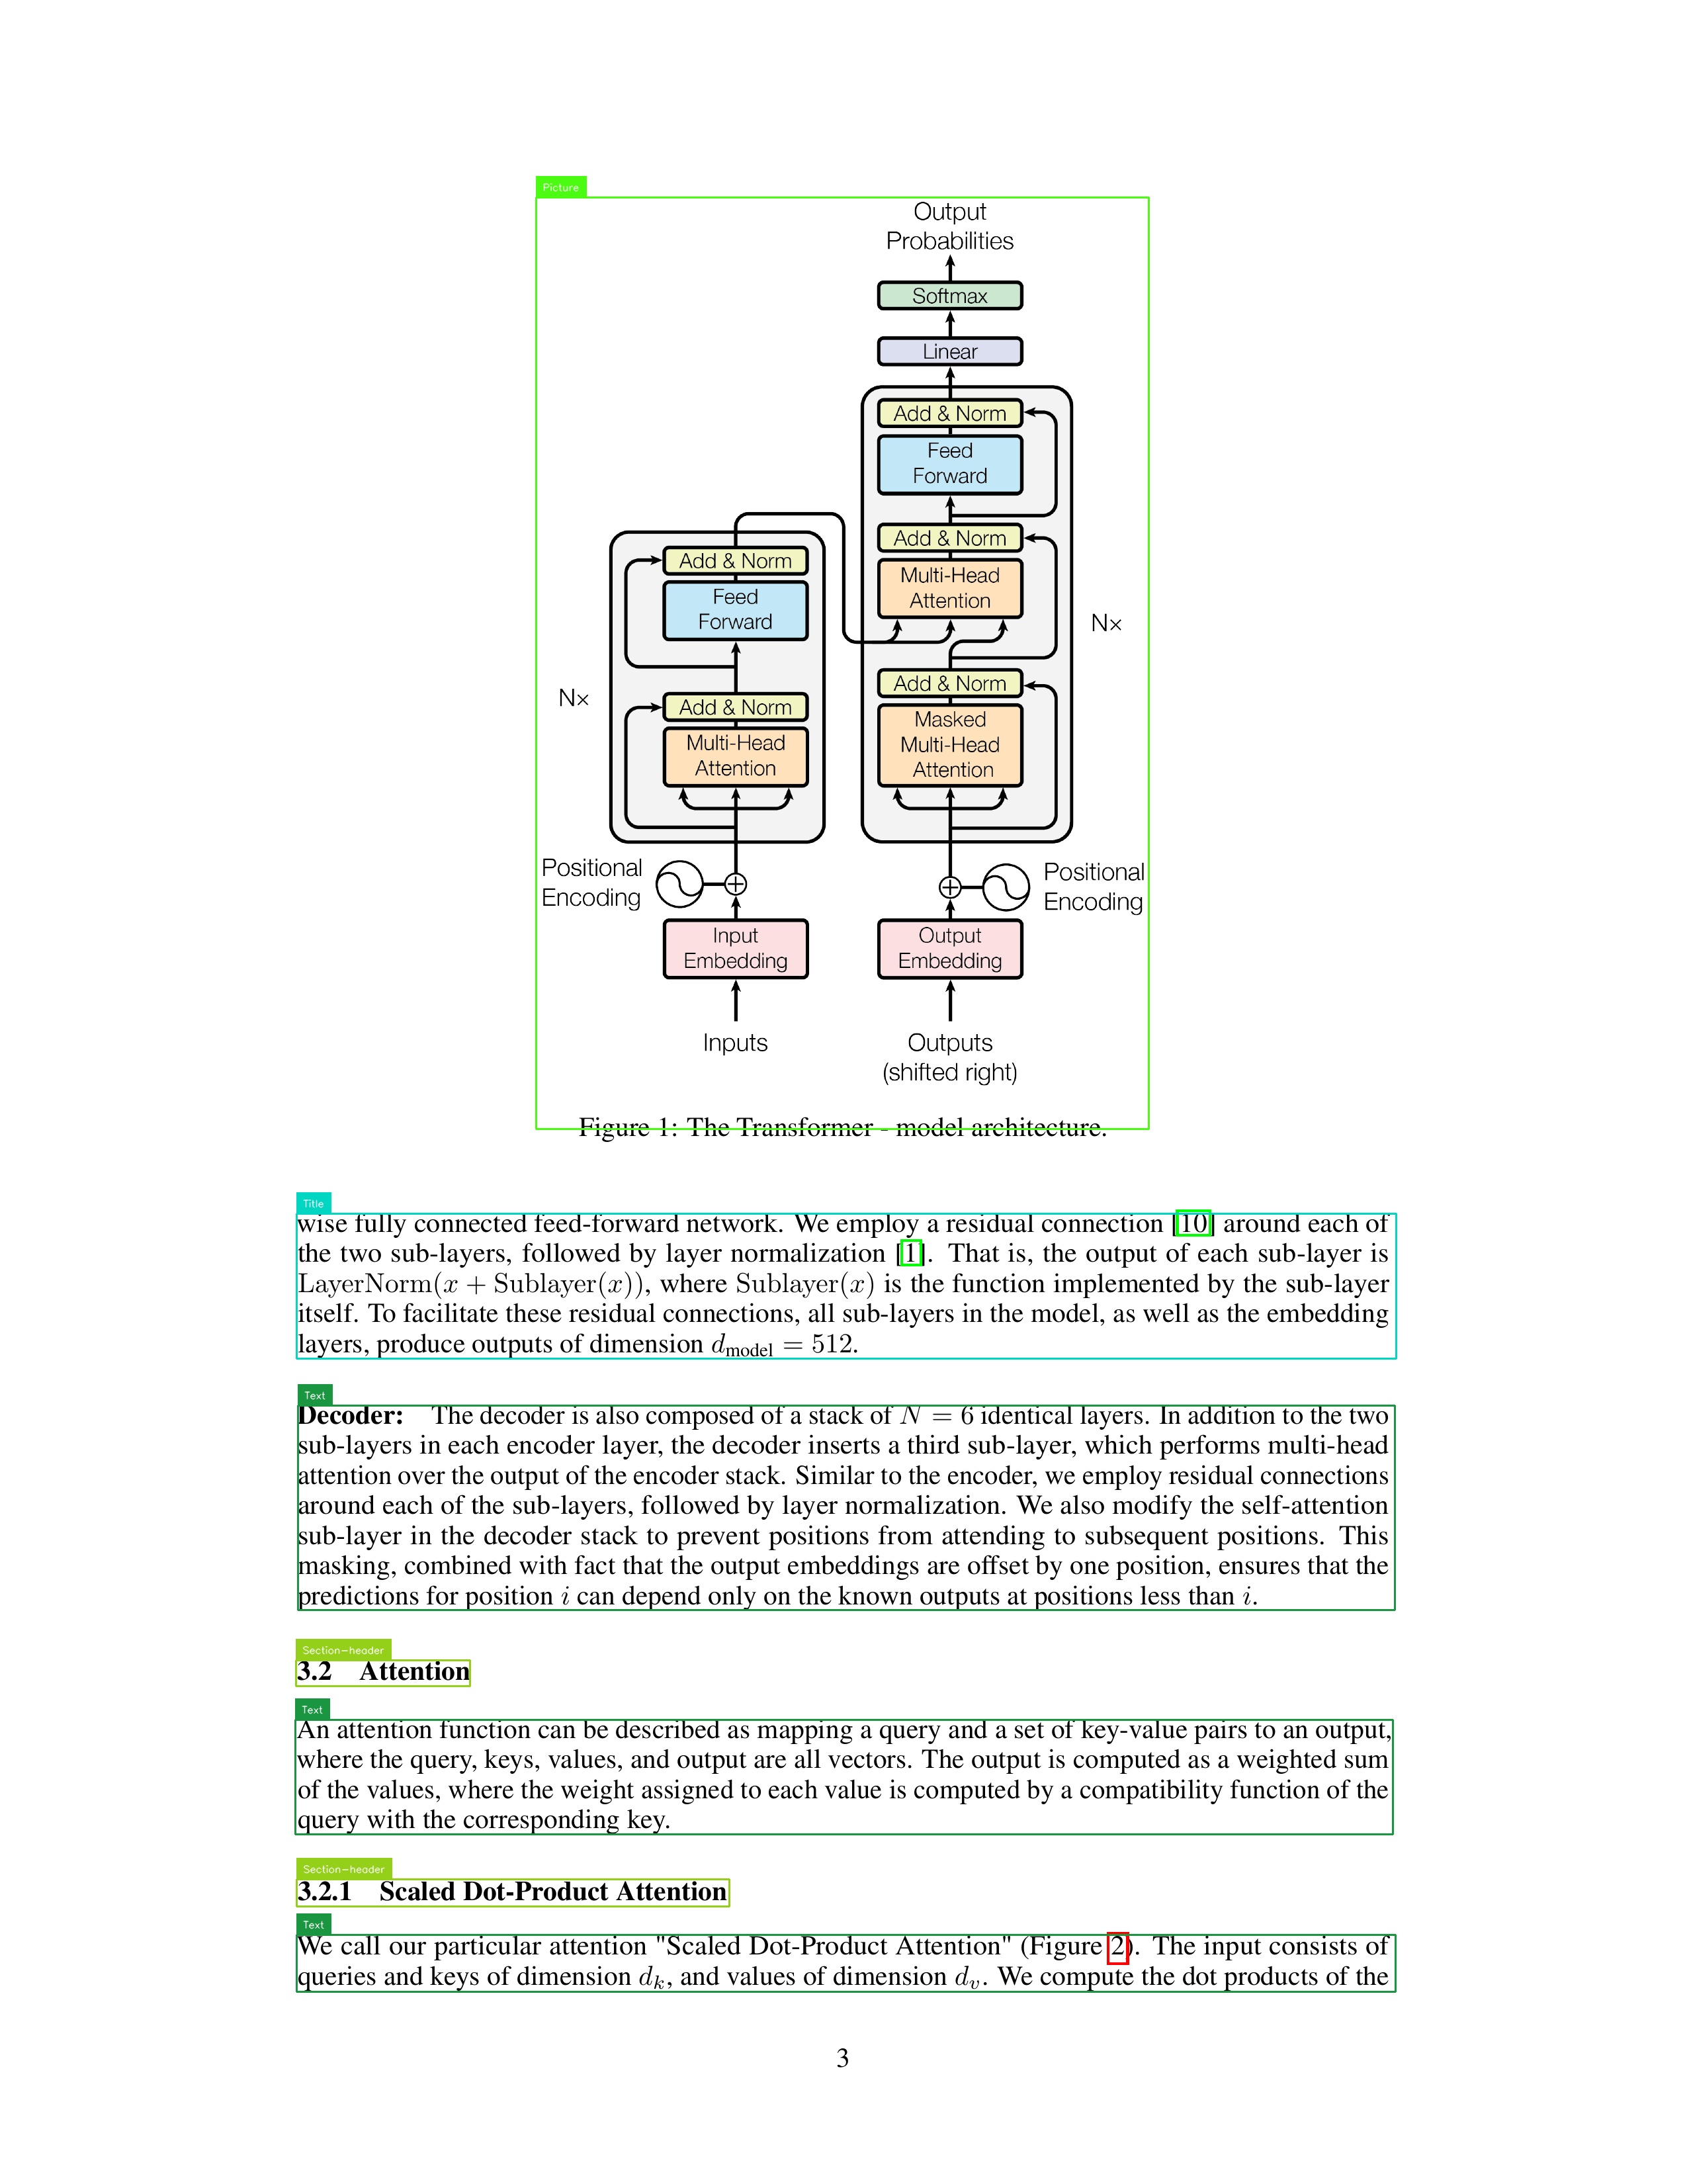 Picture
Output
Probabilities
Softmax
Linear
Add & Norm
Feed
Forward
Add & Norm
Multi-Head
Attention
N×
Add & Norm
Masked
Multi-Head
Attention
Add & Norm
Feed
Forward
N×
Add & Norm
Multi-Head
Attention
Positional
Encoding
Positional
Encoding
Input
Embedding
Output
Embedding
Inputs
Outputs
(shifted right)
Figure 1: The Transformer - model architecture.
Title
wise fully connected feed-forward network. We employ a residual connection [10] around each of
the two sub-layers, followed by layer normalization [1]. That is, the output of each sub-layer is
LayerNorm(x + Sublayer(x)), where Sublayer(x) is the function implemented by the sub-layer
itself. To facilitate these residual connections, all sub-layers in the model, as well as the embedding
layers, produce outputs of dimension d_model = 512.
Text
Decoder: The decoder is also composed of a stack of N = 6 identical layers. In addition to the two
sub-layers in each encoder layer, the decoder inserts a third sub-layer, which performs multi-head
attention over the output of the encoder stack. Similar to the encoder, we employ residual connections
around each of the sub-layers, followed by layer normalization. We also modify the self-attention
sub-layer in the decoder stack to prevent positions from attending to subsequent positions. This
masking, combined with fact that the output embeddings are offset by one position, ensures that the
predictions for position i can depend only on the known outputs at positions less than i.
Section-header
3.2 Attention
Text
An attention function can be described as mapping a query and a set of key-value pairs to an output,
where the query, keys, values, and output are all vectors. The output is computed as a weighted sum
of the values, where the weight assigned to each value is computed by a compatibility function of the
query with the corresponding key.
Section-header
3.2.1 Scaled Dot-Product Attention
Text
We call our particular attention "Scaled Dot-Product Attention" (Figure 2). The input consists of
queries and keys of dimension d_k, and values of dimension d_v. We compute the dot products of the
3